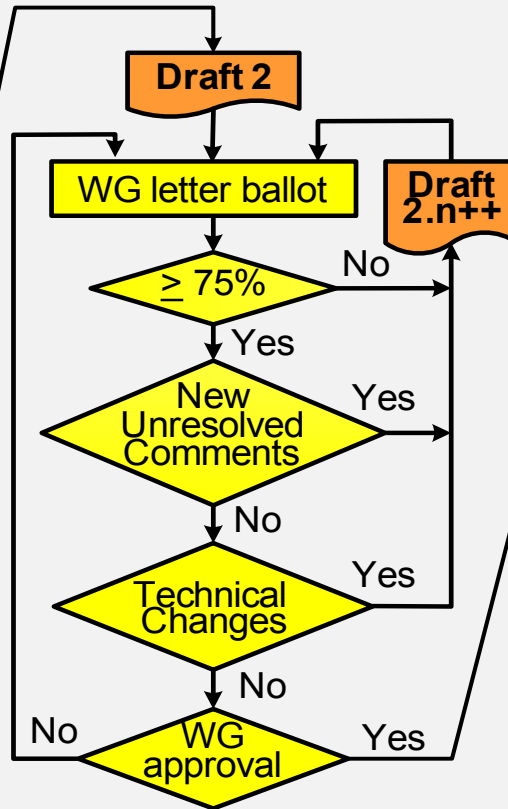 Draft 2
WG letter ballot
Draft
2.n++
≥ 75%
No
Yes
New
Unresolved
Comments
Yes
No
Technical
Changes
Yes
No
No
WG
approval
Yes